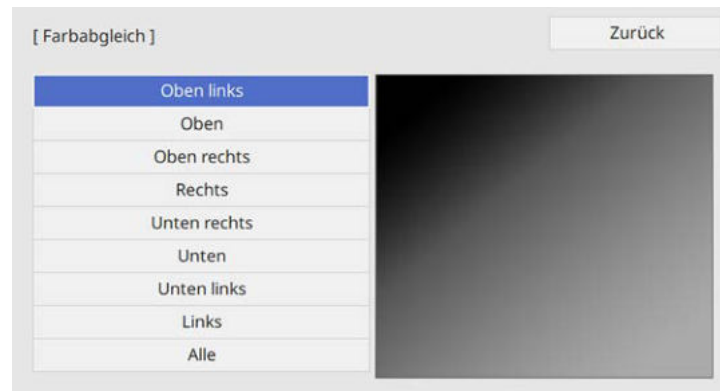 [ Farbabgleich ]
Zurück
Oben links
Oben
Oben rechts
Rechts
Unten rechts
Unten
Unten links
Links
Alle